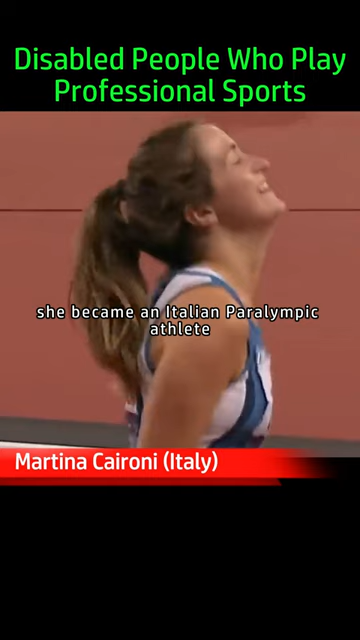 Disabled People Who Play
Professional Sports
she became an Italian Paralympic
athlete
Martina Caironi (Italy)